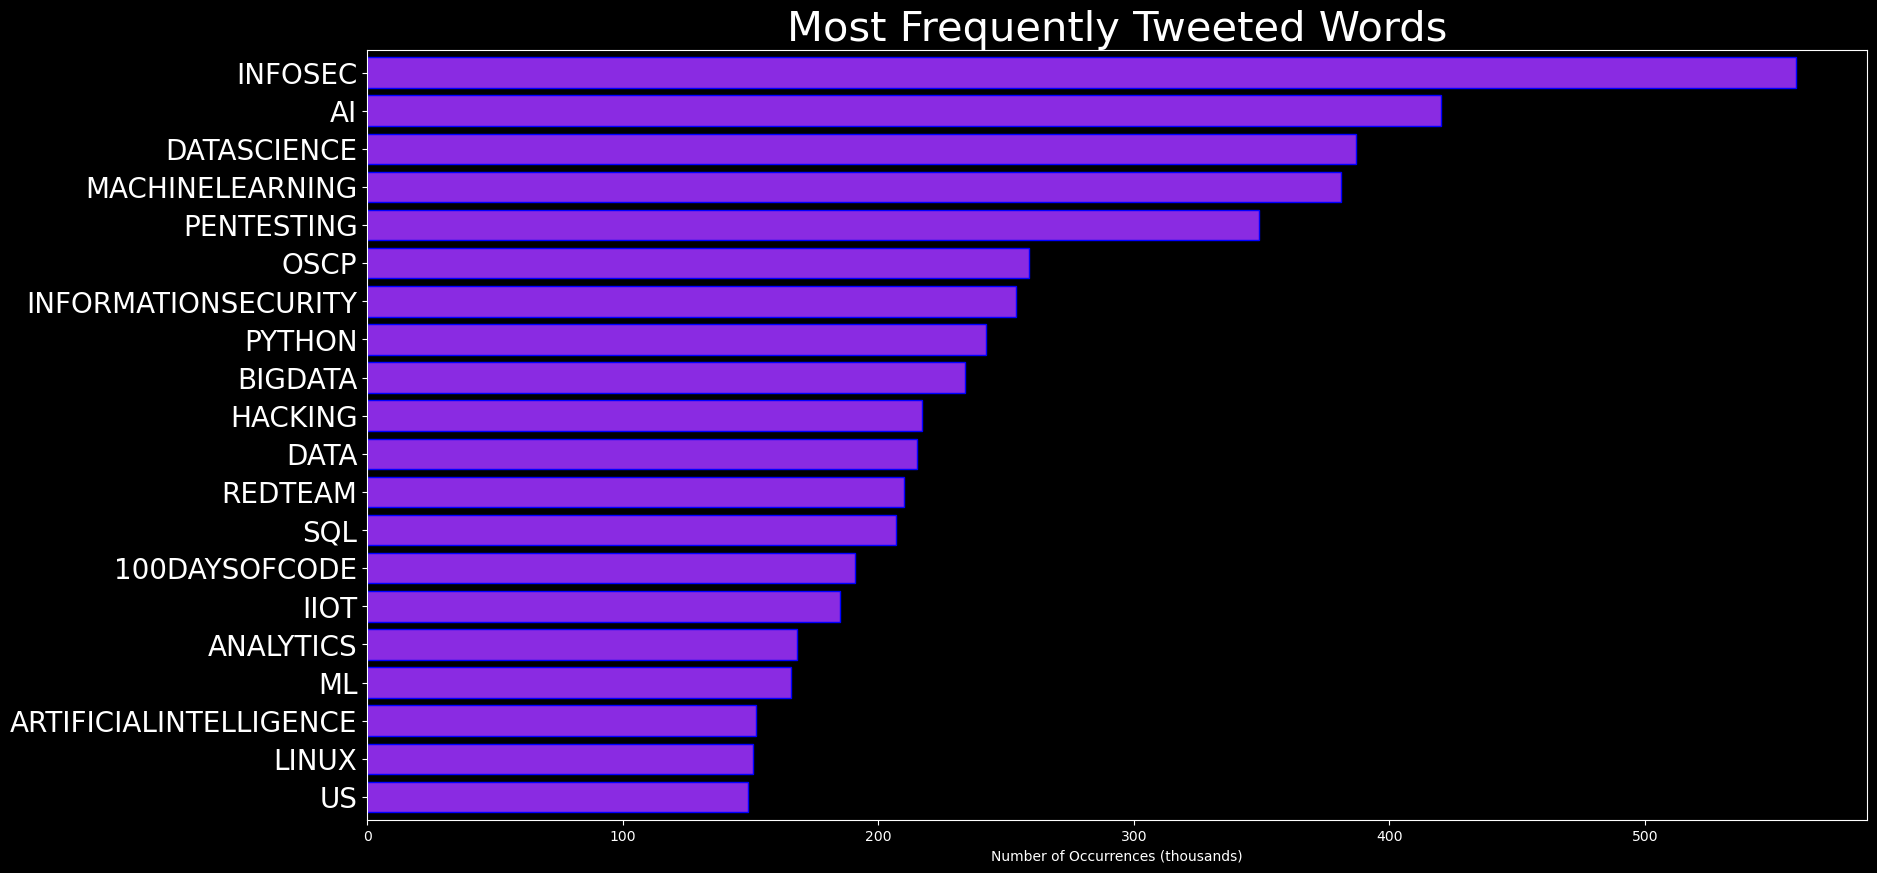 Most Frequently Tweeted Words
INFOSEC
AI
DATASCIENCE
MACHINELEARNING
PENTESTING
OSCP
INFORMATIONSECURITY
PYTHON
BIGDATA
HACKING
DATA
REDTEAM
SQL
100DAYSOFCODE
IIOT
ANALYTICS
ML
ARTIFICIALINTELLIGENCE
LINUX
US
0 100 200 300 400 500
Number of Occurrences (thousands)